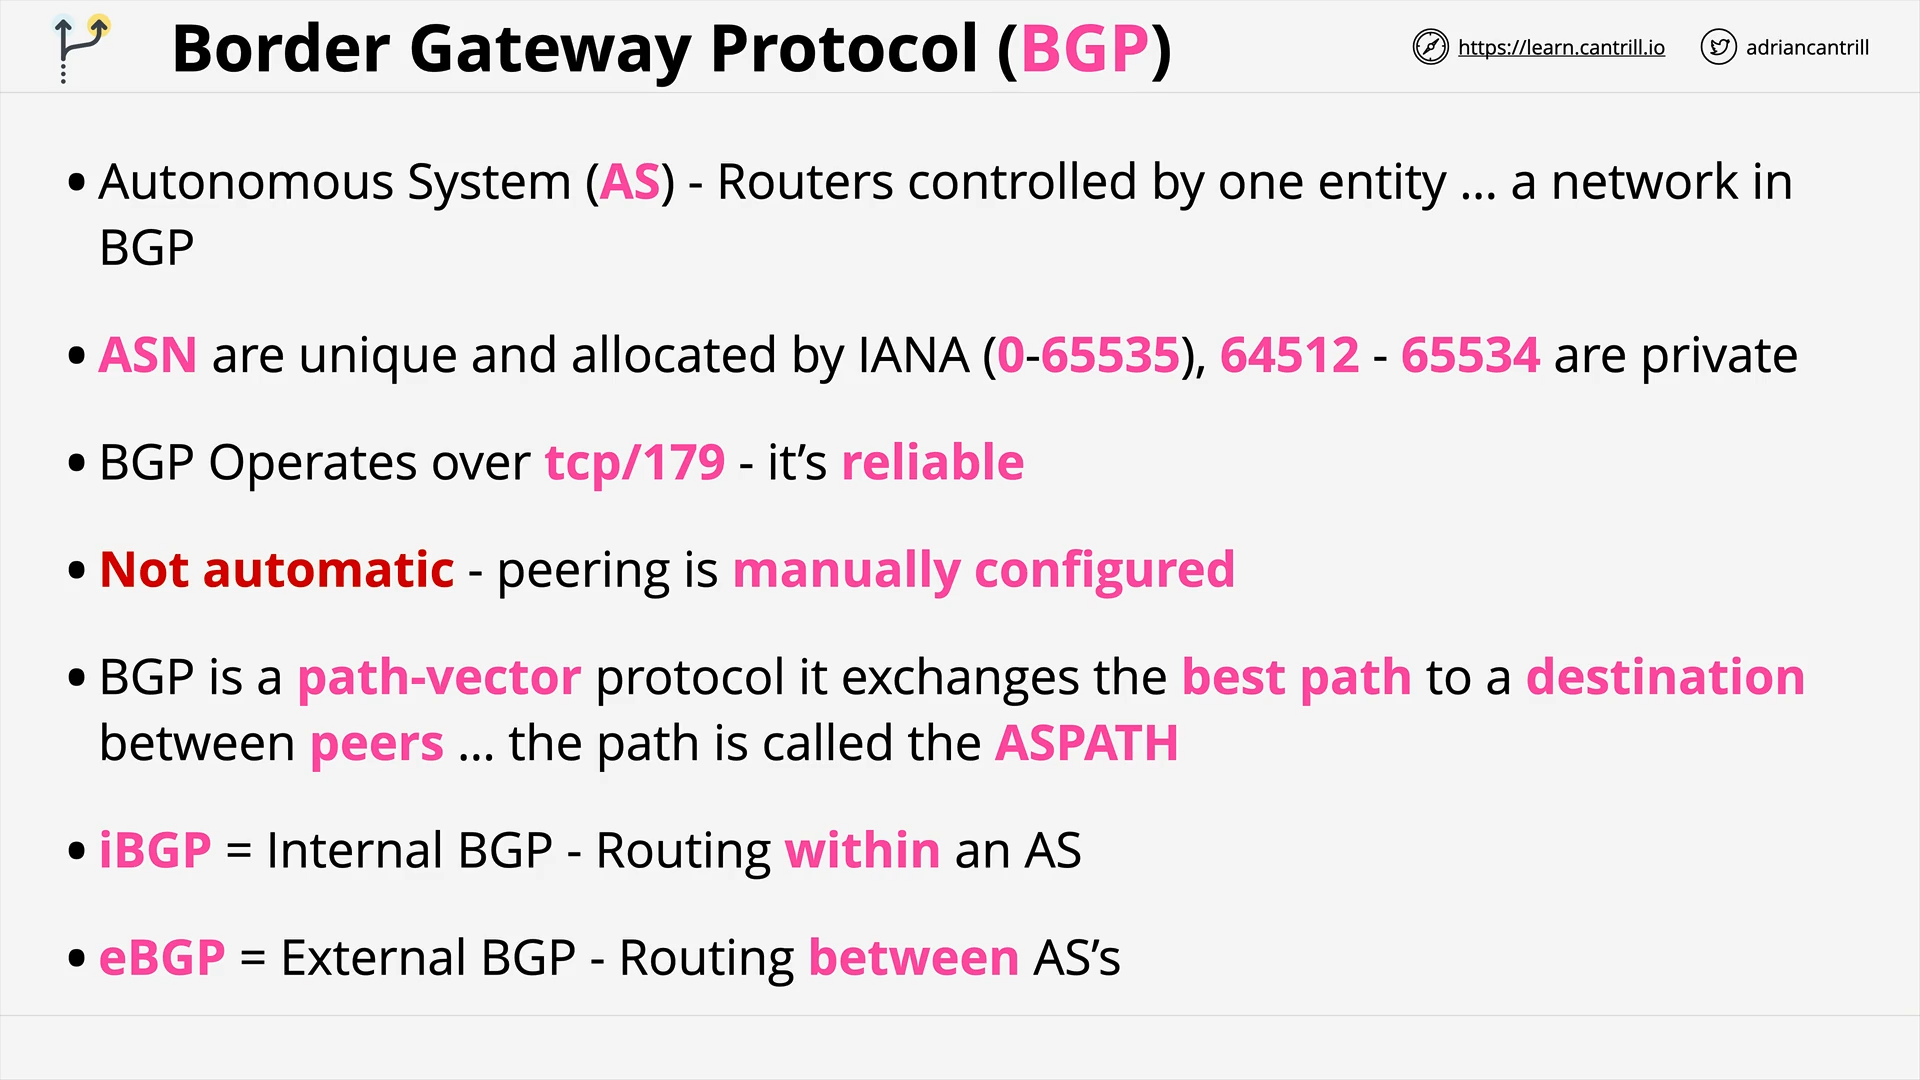 Border Gateway Protocol (BGP)
https://learn.cantrill.io
adriancantrill
• Autonomous System (AS) - Routers controlled by one entity ... a network in
BGP
• ASN are unique and allocated by IANA (0-65535), 64512 - 65534 are private
• BGP Operates over tcp/179 - it’s reliable
• Not automatic - peering is manually configured
• BGP is a path-vector protocol it exchanges the best path to a destination
between peers ... the path is called the ASPATH
• iBGP = Internal BGP - Routing within an AS
• eBGP = External BGP - Routing between AS’s